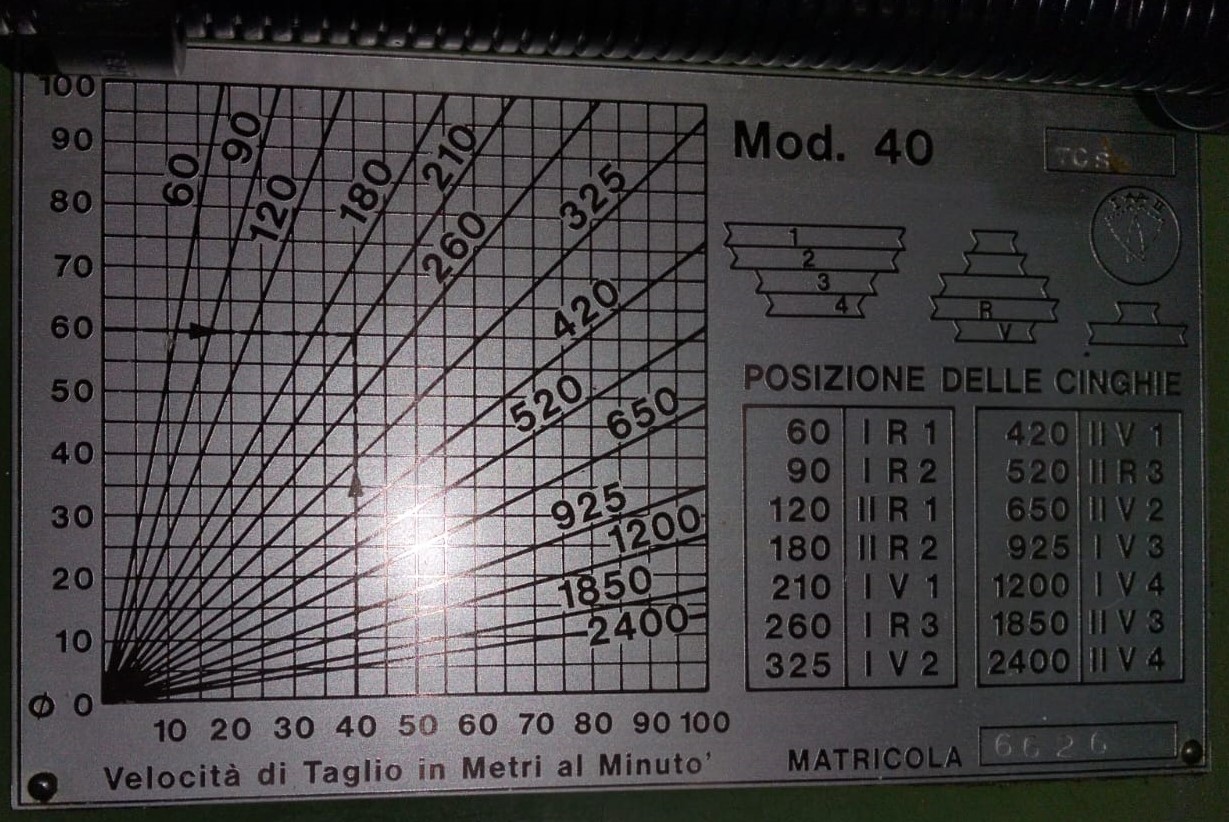 100
90
80
70
60
50
40
30
20
10
Ø 0
60
90
120
180
210
260
325
420
520
650
925
1200
1850
2400
10 20 30 40 50 60 70 80 90 100
Velocità di Taglio in Metri al Minuto'
Mod. 40
1
2
3
4
R
V
POSIZIONE DELLE CINGHIE
60 I R 1 420 II V 1
90 I R 2 520 II R 3
120 II R 1 650 II V 2
180 II R 2 925 I V 3
210 I V 1 1200 I V 4
260 I R 3 1850 II V 3
325 I V 2 2400 II V 4
MATRICOLA 6626